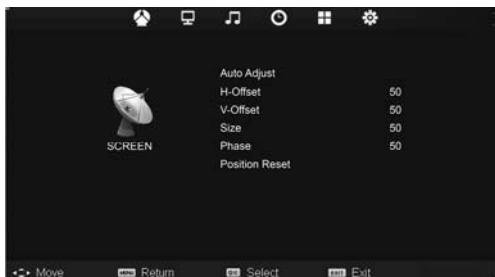 Auto Adjust
H-Offset 50
V-Offset 50
Size 50
SCREEN
Phase 50
Position Reset
Move MENU Return OK Select EXIT Exit